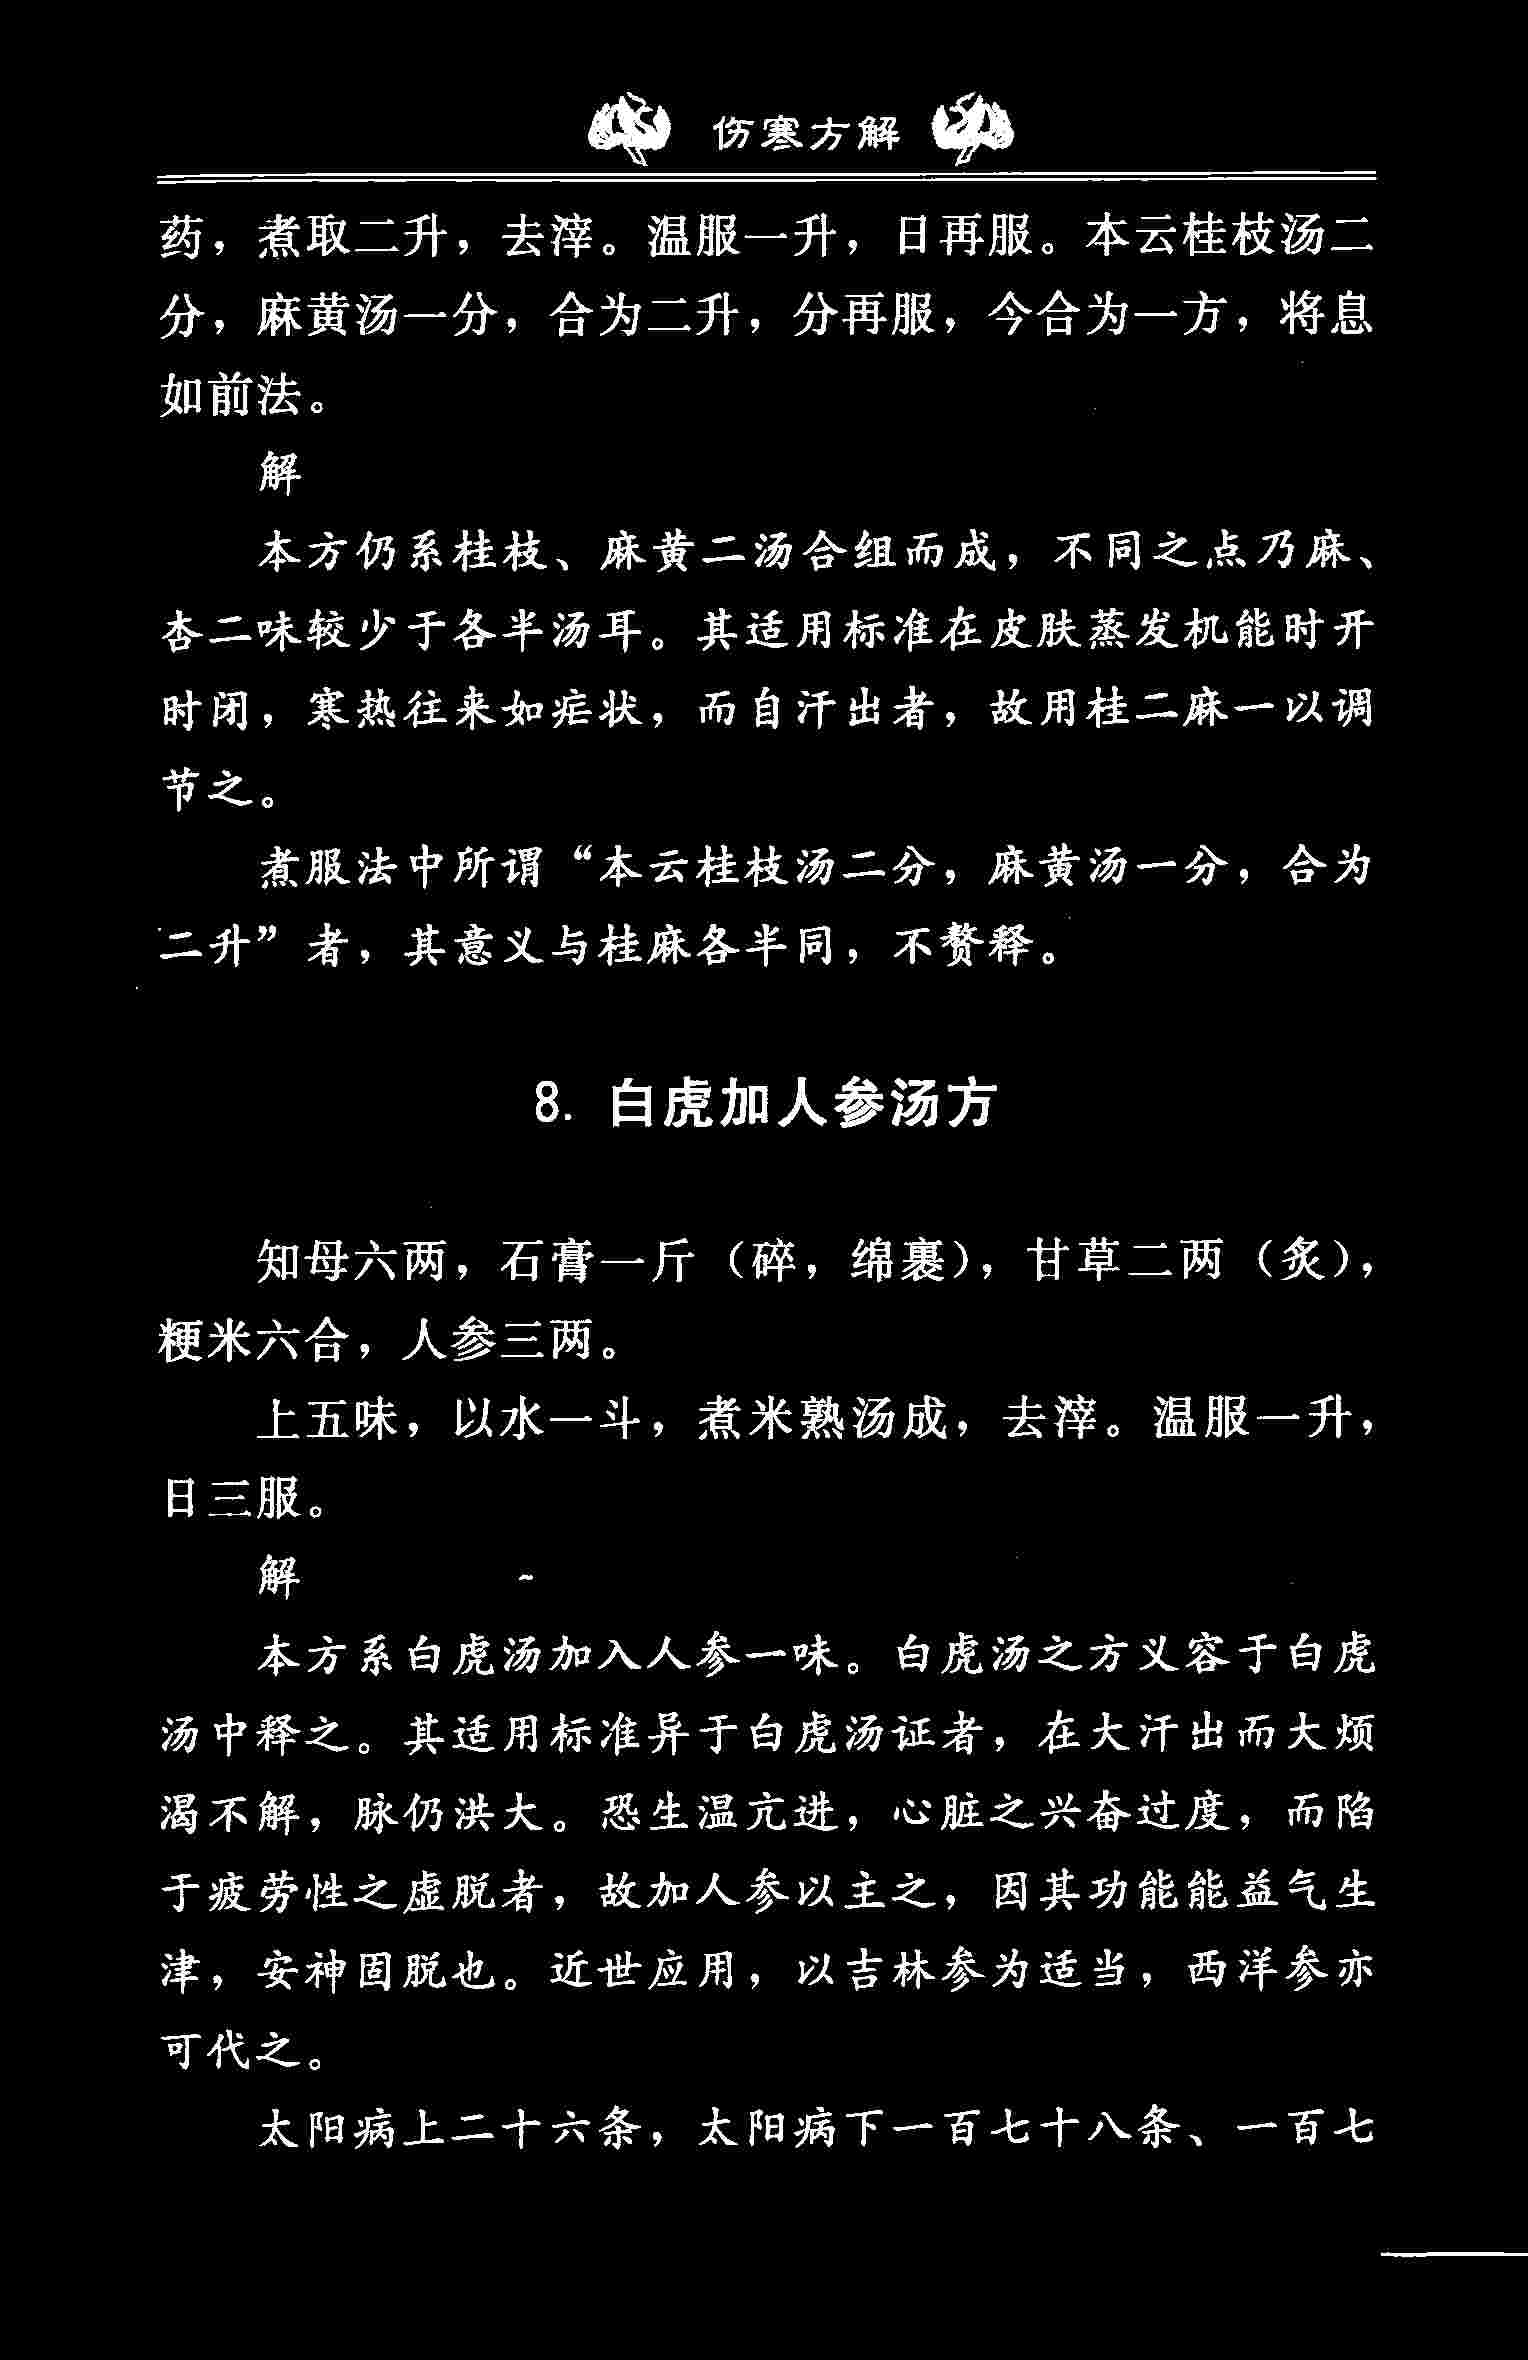 伤寒方解
药，煮取二升，去滓。温服一升，日再服。本云桂枝汤二
分，麻黄汤一分，合为二升，分再服，今合为一方，将息
如前法。
解
本方仍系桂枝、麻黄二汤合组而成，不同之点乃麻、
杏二味较少于各半汤耳。其适用标准在皮肤蒸发机能时开
时闭，寒热往来如疟状，而自汗出者，故用桂二麻一以调
节之。
煮服法中所谓“本云桂枝汤二分，麻黄汤一分，合为
二升”者，其意义与桂麻各半同，不赘释。
8. 白虎加人参汤方
知母六两，石膏一斤（碎，绵裹），甘草二两（炙），
粳米六合，人参三两。
上五味，以水一斗，煮米熟汤成，去滓。温服一升，
日三服。
解
本方系白虎汤加入人参一味。白虎汤之方义容于白虎
汤中释之。其适用标准异于白虎汤证者，在大汗出而大烦
渴不解，脉仍洪大。恐生温亢进，心脏之兴奋过度，而陷
于疲劳性之虚脱者，故加人参以主之，因其功能能益气生
津，安神固脱也。近世应用，以吉林参为适当，西洋参亦
可代之。
太阳病上二十六条，太阳病下一百七十八条、一百七